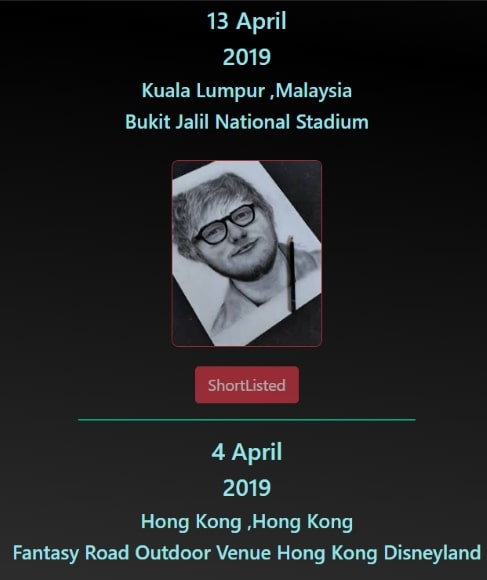 13 April
2019
Kuala Lumpur ,Malaysia
Bukit Jalil National Stadium
ShortListed
4 April
2019
Hong Kong ,Hong Kong
Fantasy Road Outdoor Venue Hong Kong Disneyland